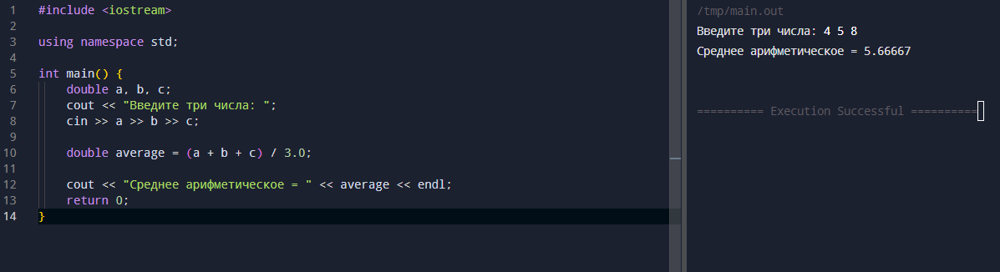 1 #include <iostream>
2
3 using namespace std;
4
5 int main() {
6     double a, b, c;
7     cout << "Введите три числа: ";
8     cin >> a >> b >> c;
9
10     double average = (a + b + c) / 3.0;
11
12     cout << "Среднее арифметическое = " << average << endl;
13     return 0;
14 }
/tmp/main.out
Введите три числа: 4 5 8
Среднее арифметическое = 5.66667
========== Execution Successful ==========